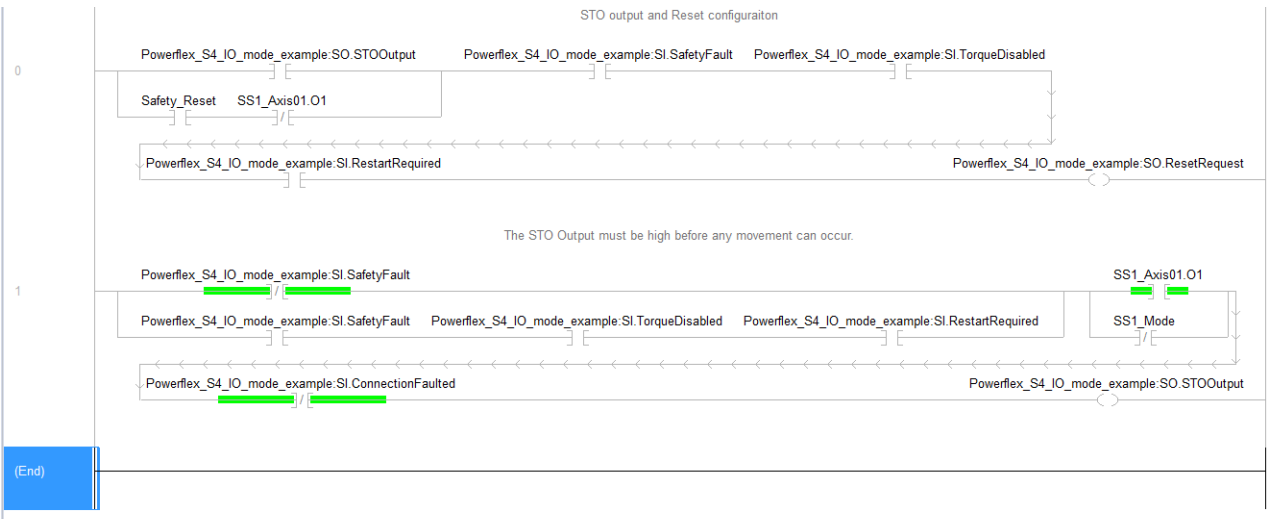 STO output and Reset configuraiton
Powerflex_S4_IO_mode_example:SO.STOOutput Powerflex_S4_IO_mode_example:SI.SafetyFault Powerflex_S4_IO_mode_example:SI.TorqueDisabled
0
Safety_Reset SS1_Axis01.O1
Powerflex_S4_IO_mode_example:SI.RestartRequired Powerflex_S4_IO_mode_example:SO.ResetRequest
The STO Output must be high before any movement can occur.
Powerflex_S4_IO_mode_example:SI.SafetyFault SS1_Axis01.O1
1
Powerflex_S4_IO_mode_example:SI.SafetyFault Powerflex_S4_IO_mode_example:SI.TorqueDisabled Powerflex_S4_IO_mode_example:SI.RestartRequired SS1_Mode
Powerflex_S4_IO_mode_example:SI.ConnectionFaulted Powerflex_S4_IO_mode_example:SO.STOOutput
(End)